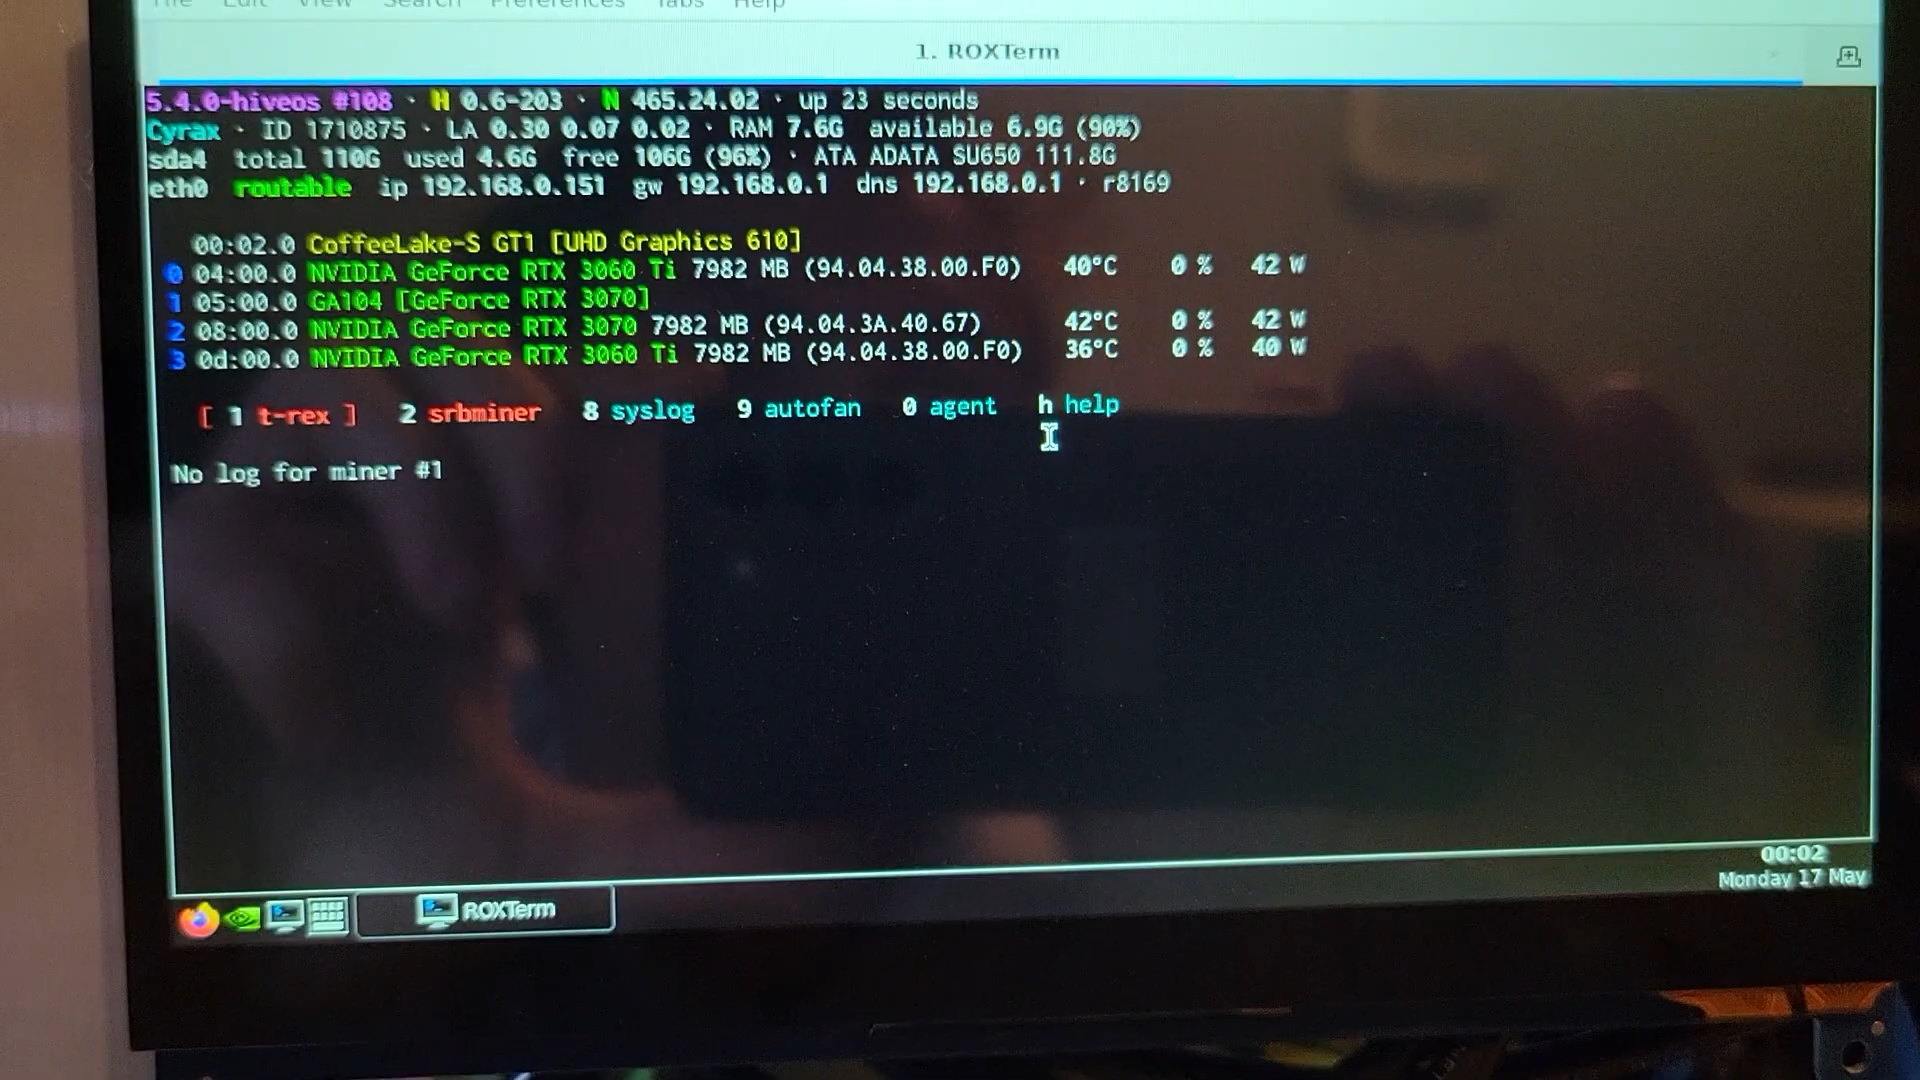 File Edit View Search Preferences Tabs Help
1. ROXTerm
5.4.0-hiveos #108 · H 0.6-203 · N 465.24.02 · up 23 seconds
Cyrax · ID 1710875 · LA 0.30 0.07 0.02 · RAM 7.6G available 6.9G (90%)
sda4 total 110G used 4.6G free 106G (96%) · ATA ADATA SU650 111.8G
eth0 routable ip 192.168.0.151 gw 192.168.0.1 dns 192.168.0.1 · r8169
00:02.0 CoffeeLake-S GT1 [UHD Graphics 610]
0 04:00.0 NVIDIA GeForce RTX 3060 Ti 7982 MB (94.04.38.00.F0) 40°C 0 % 42 W
1 05:00.0 GA104 [GeForce RTX 3070]
2 08:00.0 NVIDIA GeForce RTX 3070 7982 MB (94.04.3A.40.67) 42°C 0 % 42 W
3 0d:00.0 NVIDIA GeForce RTX 3060 Ti 7982 MB (94.04.38.00.F0) 36°C 0 % 40 W
[ 1 t-rex ] 2 srbminer 8 syslog 9 autofan 0 agent h help
No log for miner #1
00:02
Monday 17 May
ROXTerm